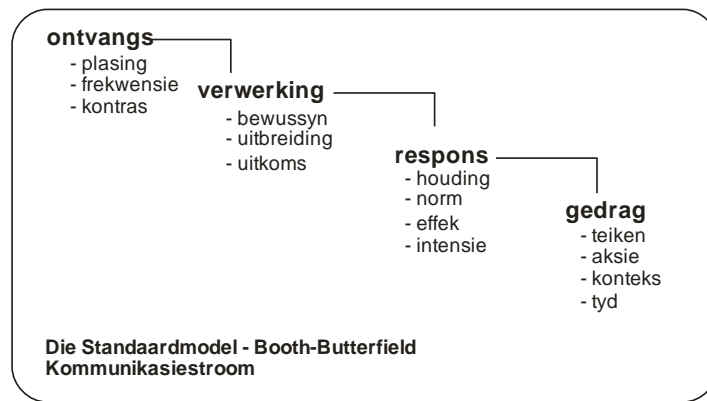 ontvangs
- plasing
- frekwensie
- kontras
verwerking
- bewussyn
- uitbreiding
- uitkoms
respons
- houding
- norm
- effek
- intensie
gedrag
- teiken
- aksie
- konteks
- tyd
Die Standaardmodel - Booth-Butterfield
Kommunikasiestroom